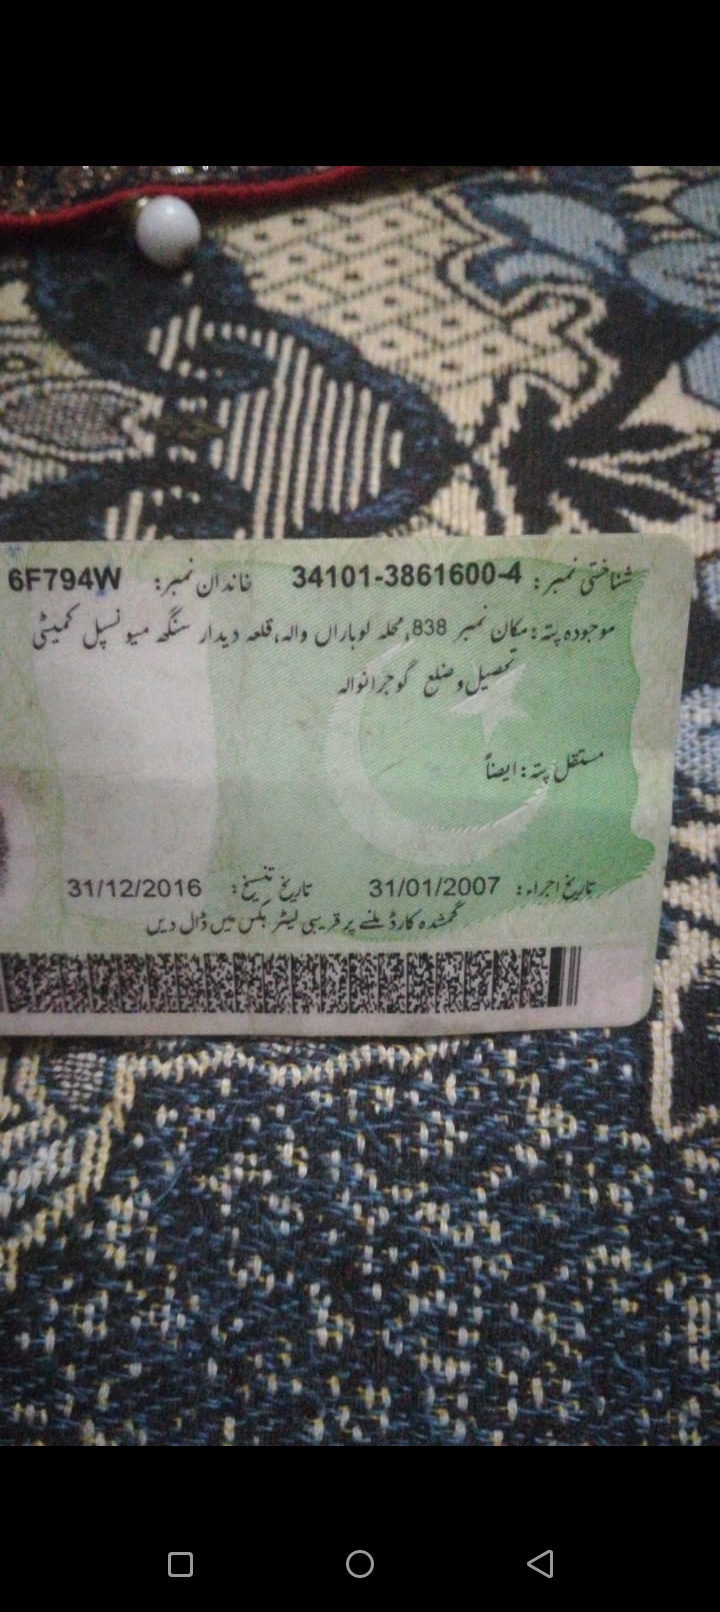 شناختی نمبر: 34101-3861600-4 خاندان نمبر: 6F794W
موجودہ پتہ: مکان نمبر 838، محلہ لوہاراں والہ، قلعہ دیدار سنگھ میونسپل کمیٹی
تحصیل و ضلع گوجرانوالہ
مستقل پتہ: ایضاً
تاریخ اجراء: 31/01/2007 تاریخ تنسیخ: 31/12/2016
گمشدہ کارڈ ملنے پر قریبی لیٹر بکس میں ڈال دیں